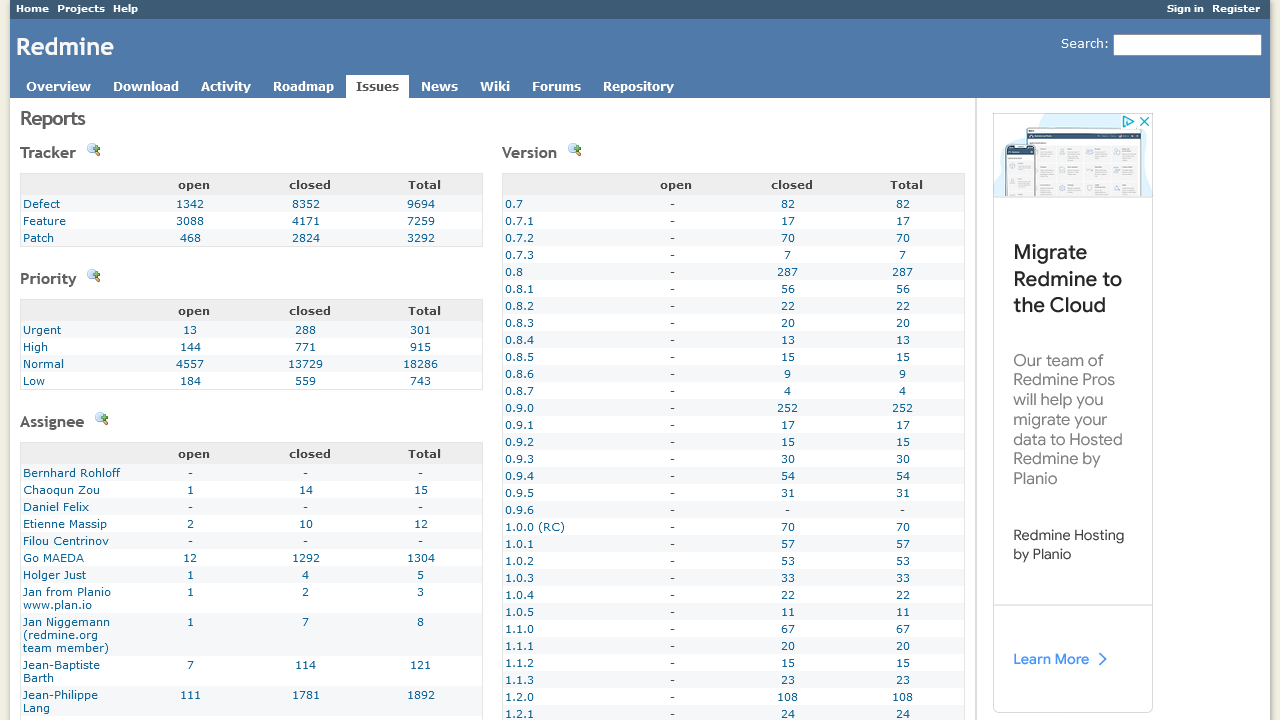 Home Projects Help Sign in Register
Redmine
Search:
Overview Download Activity Roadmap Issues News Wiki Forums Repository
Reports
Tracker
open closed Total
Defect 1342 8352 9694
Feature 3088 4171 7259
Patch 468 2824 3292
Priority
open closed Total
Urgent 13 288 301
High 144 771 915
Normal 4557 13729 18286
Low 184 559 743
Assignee
open closed Total
Bernhard Rohloff - - -
Chaoqun Zou 1 14 15
Daniel Felix - - -
Etienne Massip 2 10 12
Filou Centrinov - - -
Go MAEDA 12 1292 1304
Holger Just 1 4 5
Jan from Planio 1 2 3
www.plan.io
Jan Niggemann 1 7 8
(redmine.org
team member)
Jean-Baptiste 7 114 121
Barth
Jean-Philippe 111 1781 1892
Lang
Version
open closed Total
0.7 - 82 82
0.7.1 - 17 17
0.7.2 - 70 70
0.7.3 - 7 7
0.8 - 287 287
0.8.1 - 56 56
0.8.2 - 22 22
0.8.3 - 20 20
0.8.4 - 13 13
0.8.5 - 15 15
0.8.6 - 9 9
0.8.7 - 4 4
0.9.0 - 252 252
0.9.1 - 17 17
0.9.2 - 15 15
0.9.3 - 30 30
0.9.4 - 54 54
0.9.5 - 31 31
0.9.6 - - -
1.0.0 (RC) - 70 70
1.0.1 - 57 57
1.0.2 - 53 53
1.0.3 - 33 33
1.0.4 - 22 22
1.0.5 - 11 11
1.1.0 - 67 67
1.1.1 - 20 20
1.1.2 - 15 15
1.1.3 - 23 23
1.2.0 - 108 108
1.2.1 - 24 24
Migrate
Redmine to
the Cloud
Our team of
Redmine Pros
will help you
migrate your
data to Hosted
Redmine by
Planio
Redmine Hosting
by Planio
Learn More